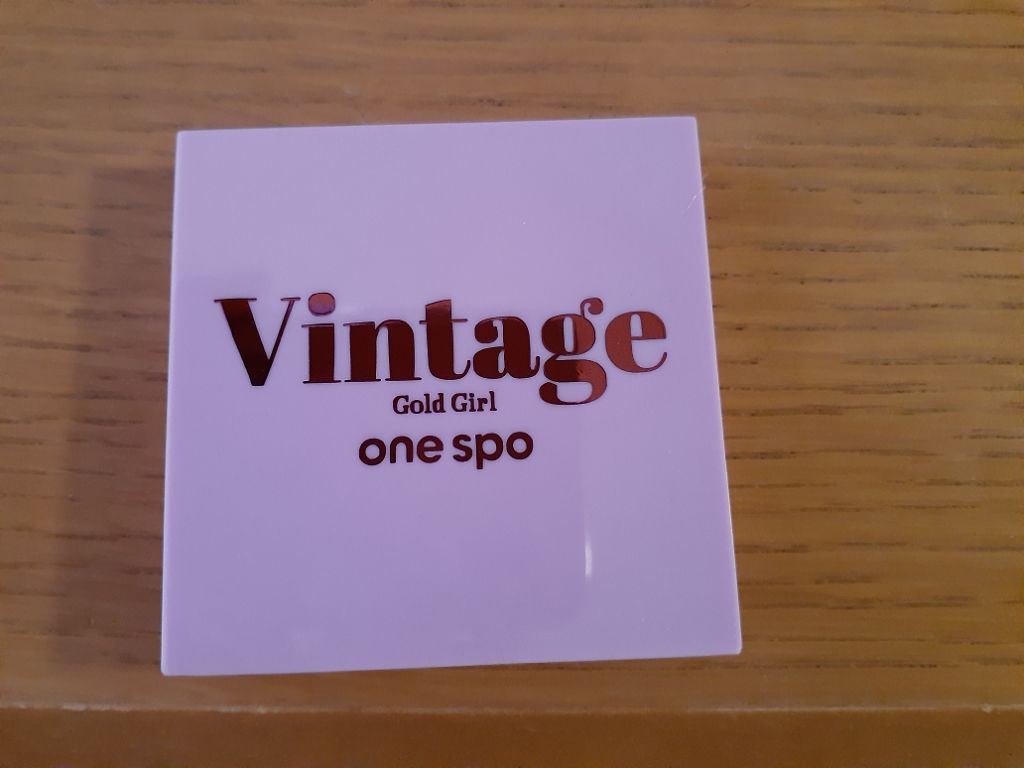 Vintage
Gold Girl
one spo